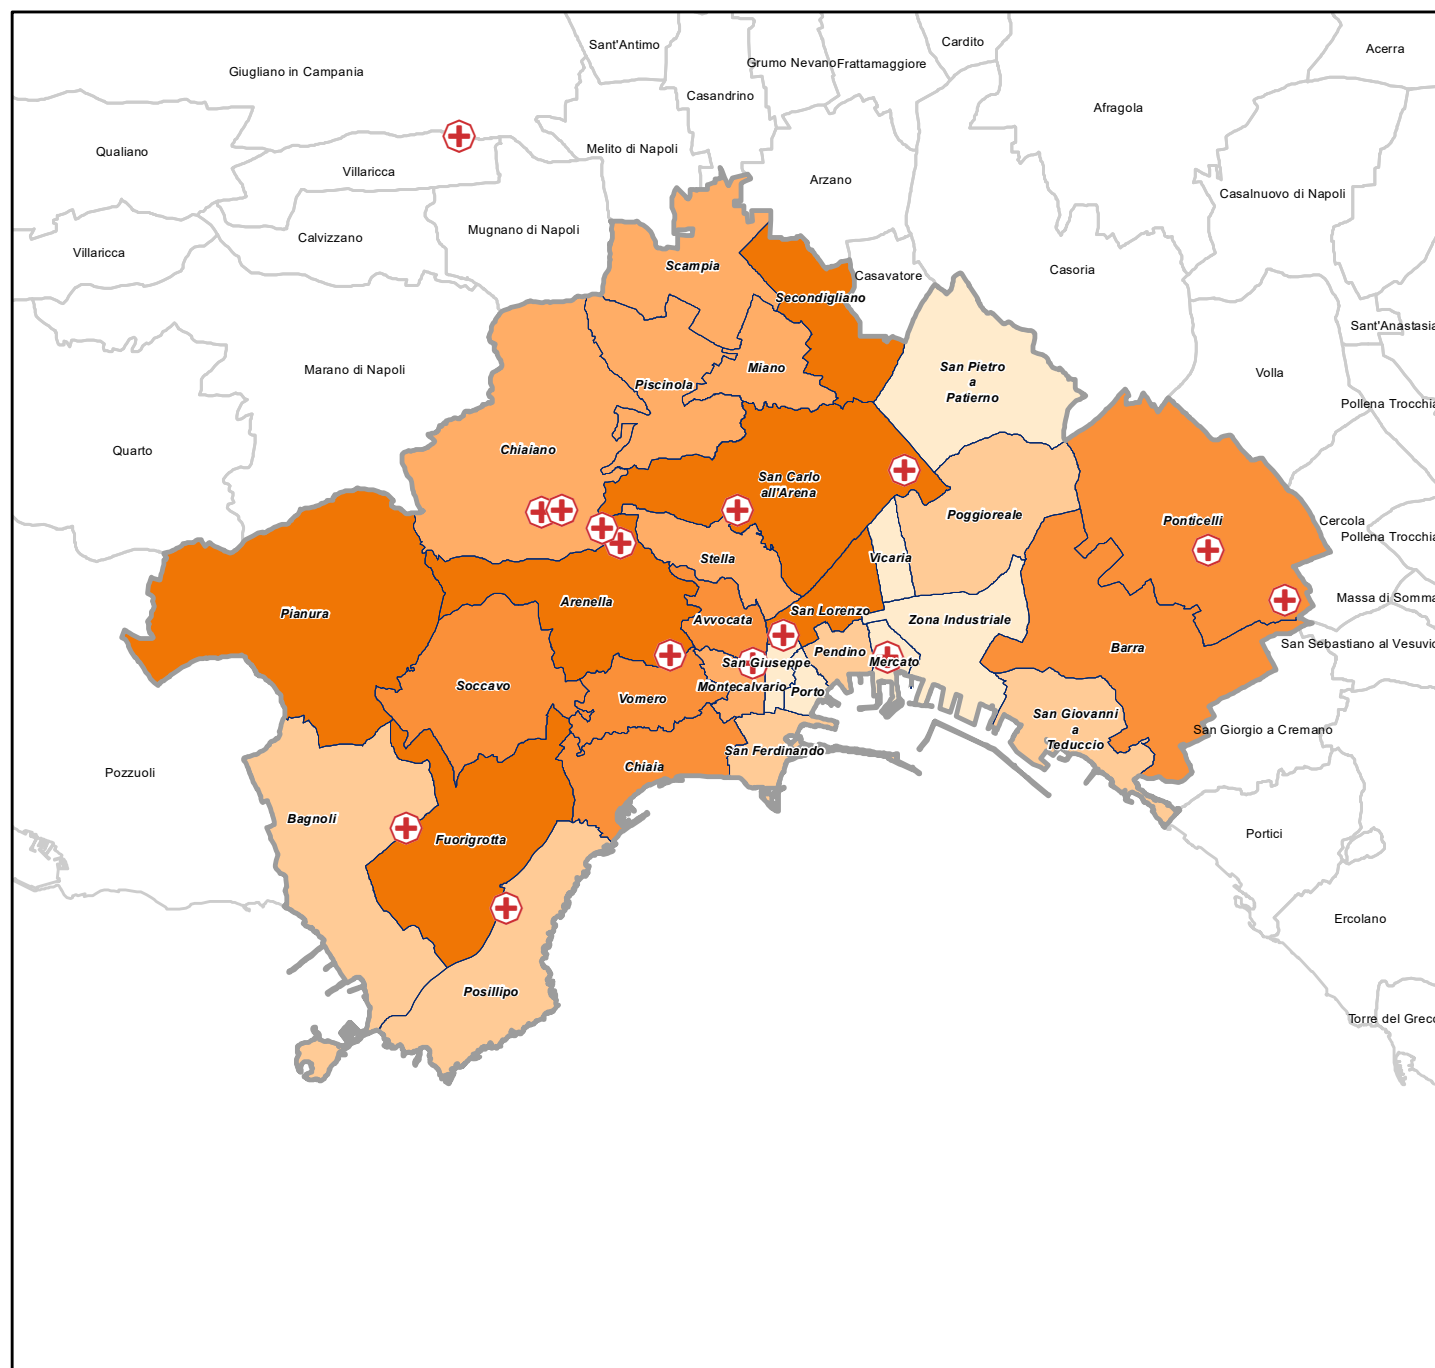 Sant'Antimo
Cardito
Acerra
Giugliano in Campania
Grumo Nevano
Frattamaggiore
Casandrino
Afragola
Qualiano
Melito di Napoli
Villaricca
Arzano
Casalnuovo di Napoli
Mugnano di Napoli
Calvizzano
Villaricca
Scampia
Casavatore
Casoria
Secondigliano
Sant'Anastasia
Marano di Napoli
Miano
San Pietro
a
Patierno
Volla
Piscinola
Pollena Trocchia
Quarto
Chiaiano
San Carlo
all'Arena
Poggioreale
Ponticelli
Cercola
Pollena Trocchia
Stella
Vicaria
Massa di Somma
Pianura
Arenella
San Lorenzo
Avvocata
Zona Industriale
San Sebastiano al Vesuvio
Pendino
Barra
San Giuseppe
Mercato
Soccavo
Montecalvario
Porto
Vomero
San Giovanni
a
Teduccio
San Giorgio a Cremano
San Ferdinando
Chiaia
Pozzuoli
Bagnoli
Fuorigrotta
Portici
Ercolano
Posillipo
Torre del Greco